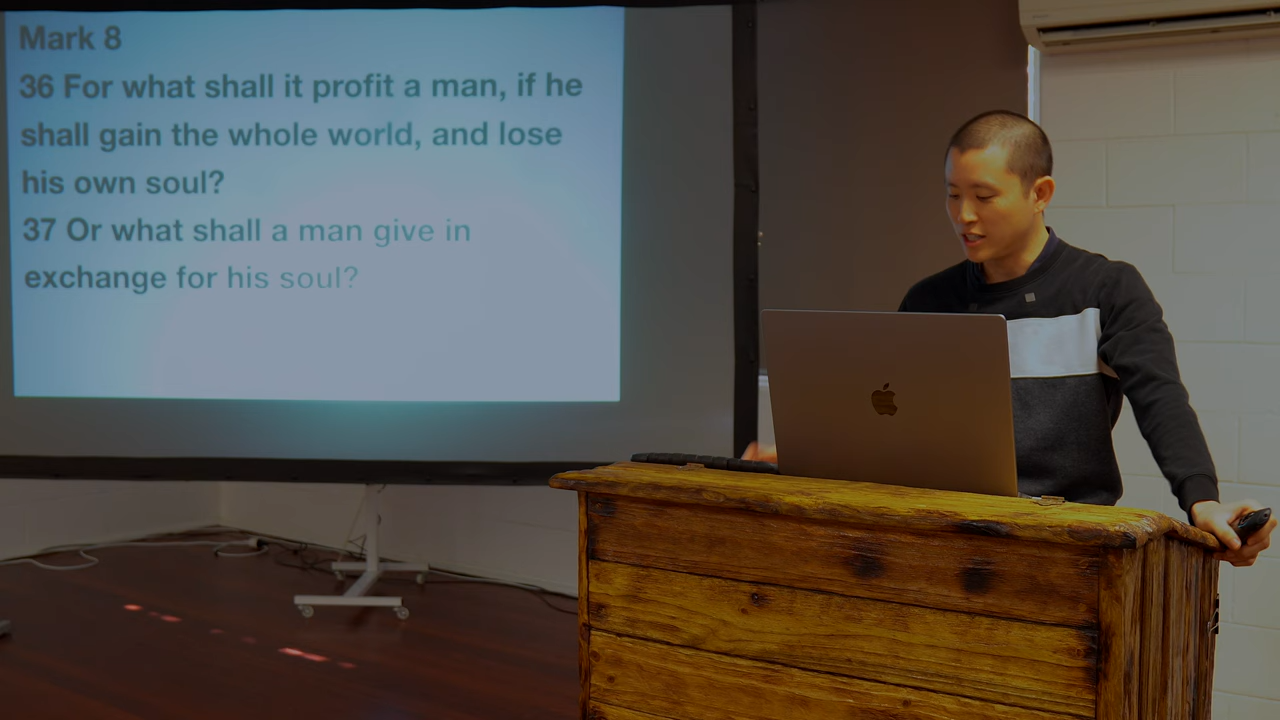 Mark 8
36 For what shall it profit a man, if he
shall gain the whole world, and lose
his own soul?
37 Or what shall a man give in
exchange for his soul?